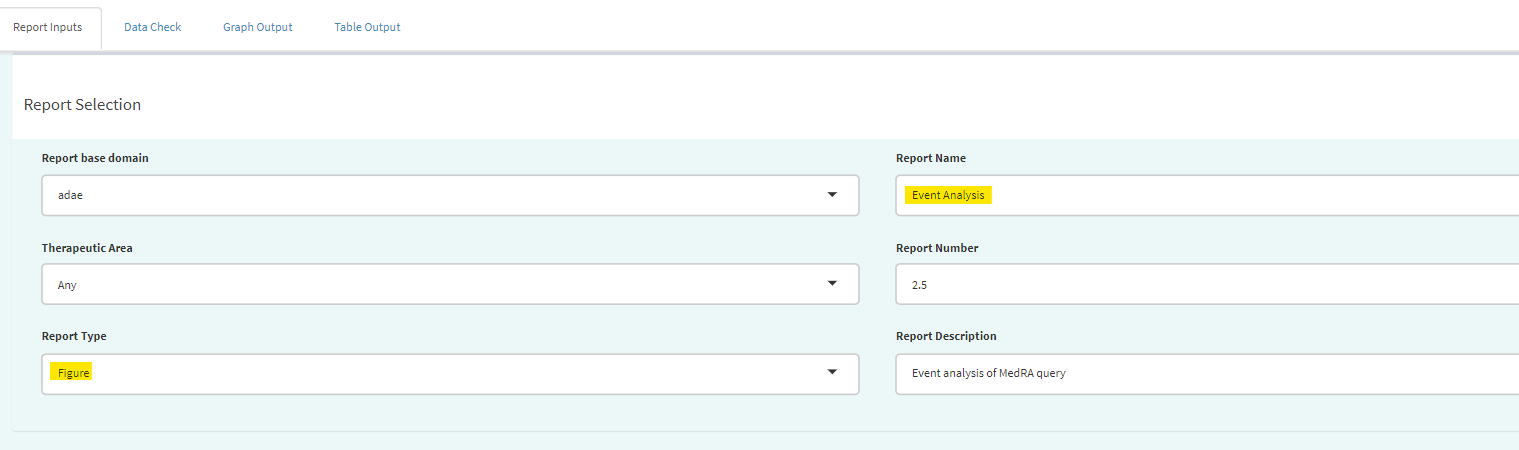 Report Inputs Data Check Graph Output Table Output
Report Selection
Report base domain Report Name
adae Event Analysis
Therapeutic Area Report Number
Any 2.5
Report Type Report Description
Figure Event analysis of MedRA query